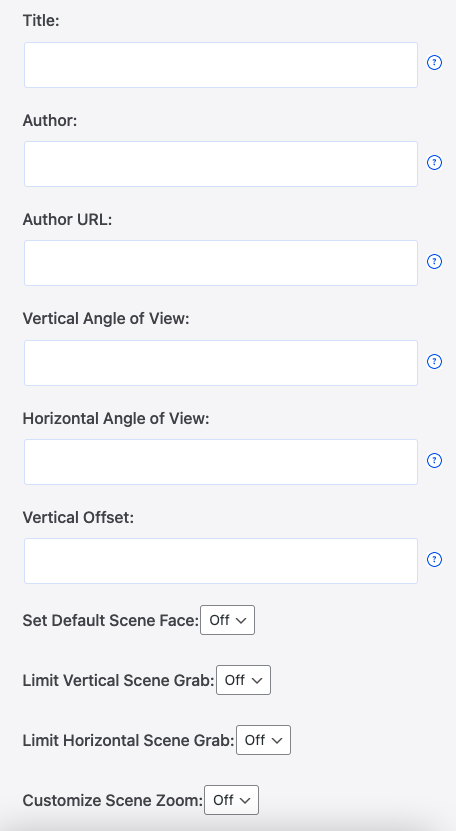 Title:
?
Author:
?
Author URL:
?
Vertical Angle of View:
?
Horizontal Angle of View:
?
Vertical Offset:
?
Set Default Scene Face: Off
Limit Vertical Scene Grab: Off
Limit Horizontal Scene Grab: Off
Customize Scene Zoom: Off